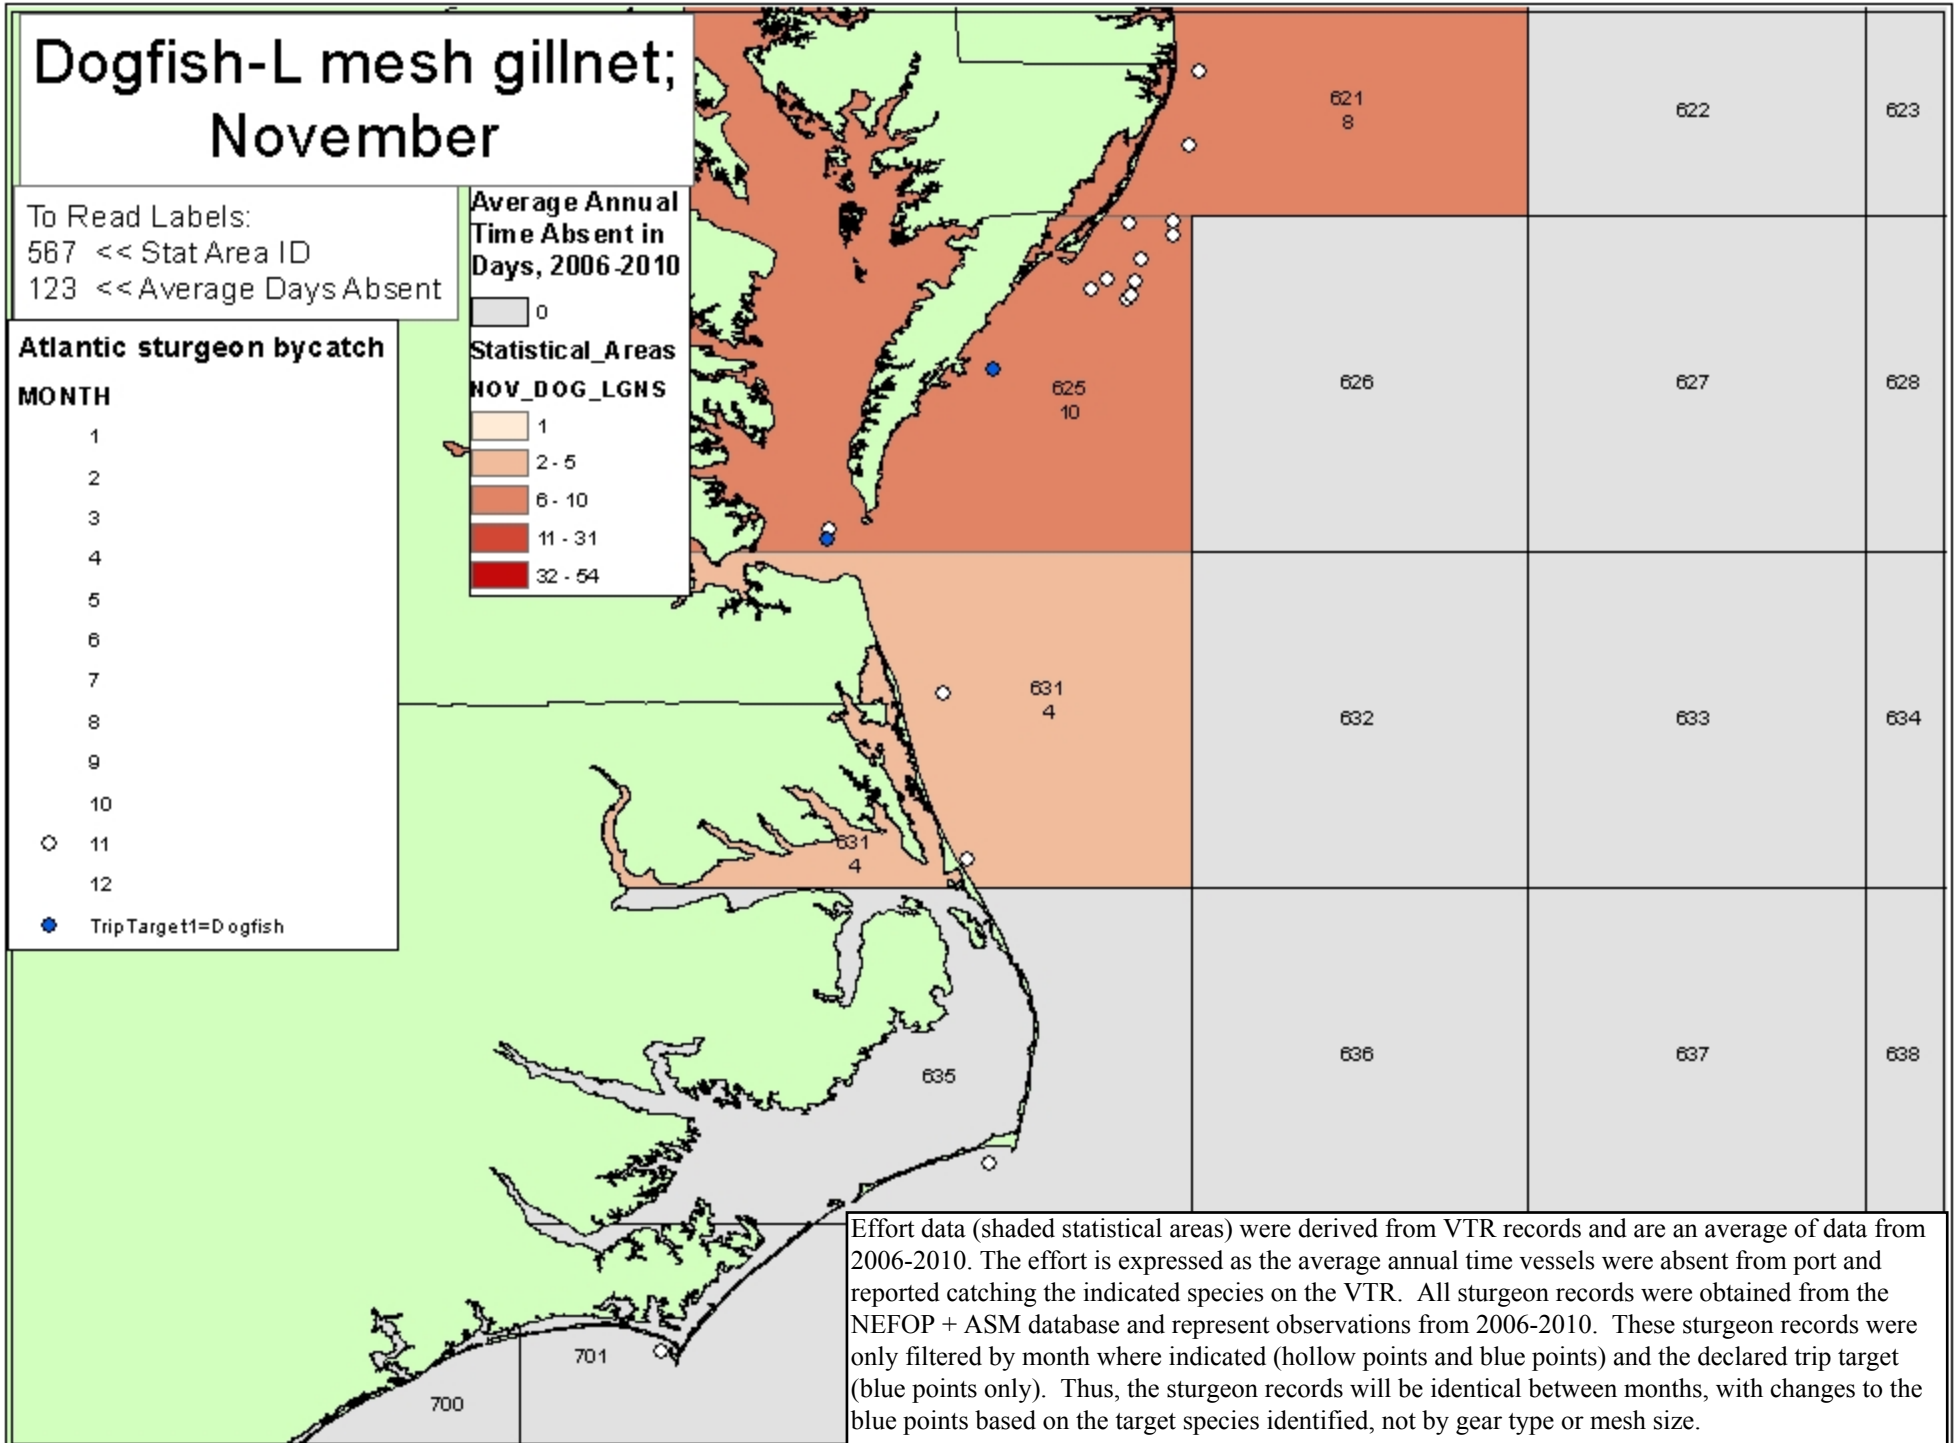 Dogfish-L mesh gillnet;
November
To Read Labels:
567 << Stat Area ID
123 << Average Days Absent
Average Annual
Time Absent in
Days, 2006-2010
0
Statistical_Areas
NOV_DOG_LGNS
1
2 - 5
6 - 10
11 - 31
32 - 54
Atlantic sturgeon bycatch
MONTH
1
2
3
4
5
6
7
8
9
10
11
12
TripTarget1=Dogfish
621
8
622
623
625
10
626
627
628
631
4
632
633
634
631
4
635
636
637
638
701
700
Effort data (shaded statistical areas) were derived from VTR records and are an average of data from
2006-2010. The effort is expressed as the average annual time vessels were absent from port and
reported catching the indicated species on the VTR.  All sturgeon records were obtained from the
NEFOP + ASM database and represent observations from 2006-2010.  These sturgeon records were
only filtered by month where indicated (hollow points and blue points) and the declared trip target
(blue points only).  Thus, the sturgeon records will be identical between months, with changes to the
blue points based on the target species identified, not by gear type or mesh size.